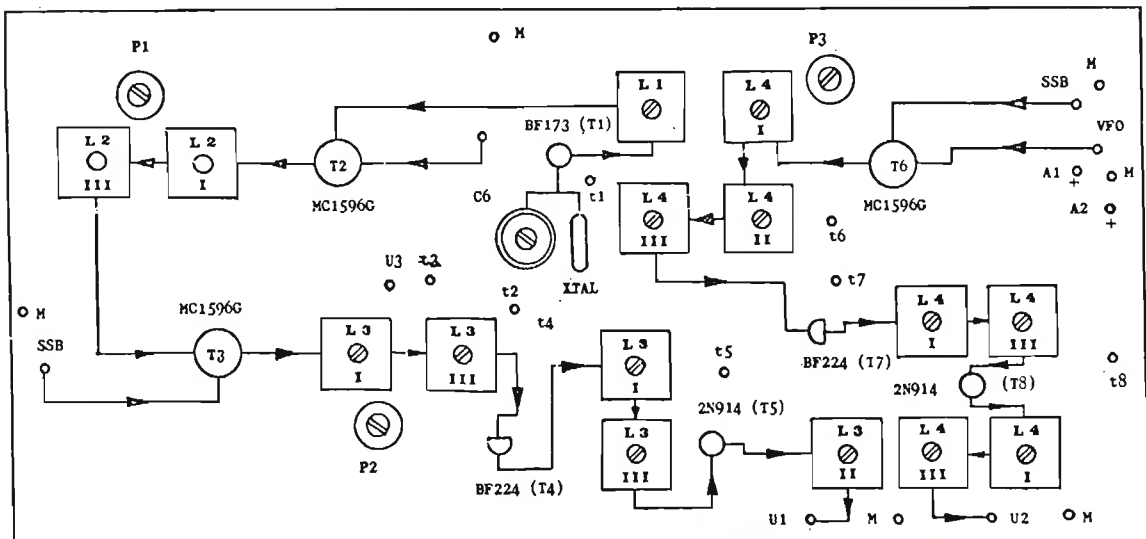 M
P1
P3
L 1
L 4
I
M
SSB
BF173 (T1)
VFO
L 2
III
L 2
I
T2
T6
A1
+
M
A2
+
MC1596G
C6
t1
L 4
III
L 4
II
MC1596G
t6
U3
t3
XTAL
t7
M
MC1596G
t2
t4
L 4
I
L 4
III
SSB
T3
L 3
I
L 3
III
L 3
I
t5
BF224 (T7)
t8
2N914
(T8)
P2
L 3
III
2N914 (T5)
L 3
II
L 4
III
L 4
I
BF224 (T4)
U1
M
U2
M